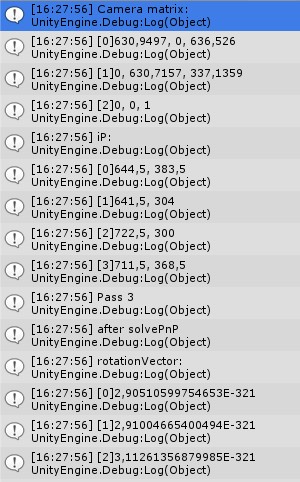 [16:27:56] Camera matrix:
UnityEngine.Debug:Log(Object)
[16:27:56] [0]630,9497, 0, 636,526
UnityEngine.Debug:Log(Object)
[16:27:56] [1]0, 630,7157, 337,1359
UnityEngine.Debug:Log(Object)
[16:27:56] [2]0, 0, 1
UnityEngine.Debug:Log(Object)
[16:27:56] iP:
UnityEngine.Debug:Log(Object)
[16:27:56] [0]644,5, 383,5
UnityEngine.Debug:Log(Object)
[16:27:56] [1]641,5, 304
UnityEngine.Debug:Log(Object)
[16:27:56] [2]722,5, 300
UnityEngine.Debug:Log(Object)
[16:27:56] [3]711,5, 368,5
UnityEngine.Debug:Log(Object)
[16:27:56] Pass 3
UnityEngine.Debug:Log(Object)
[16:27:56] after solvePnP
UnityEngine.Debug:Log(Object)
[16:27:56] rotationVector:
UnityEngine.Debug:Log(Object)
[16:27:56] [0]2,90510599754653E-321
UnityEngine.Debug:Log(Object)
[16:27:56] [1]2,91004665400494E-321
UnityEngine.Debug:Log(Object)
[16:27:56] [2]3,11261356879985E-321
UnityEngine.Debug:Log(Object)